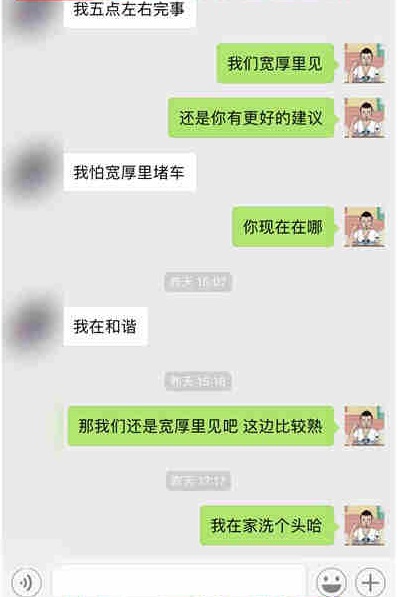 我五点左右完事
我们宽厚里见
还是你有更好的建议
我怕宽厚里堵车
你现在在哪
昨天 15:07
我在和谐
昨天 15:16
那我们还是宽厚里见吧 这边比较熟
昨天 17:17
我在家洗个头哈